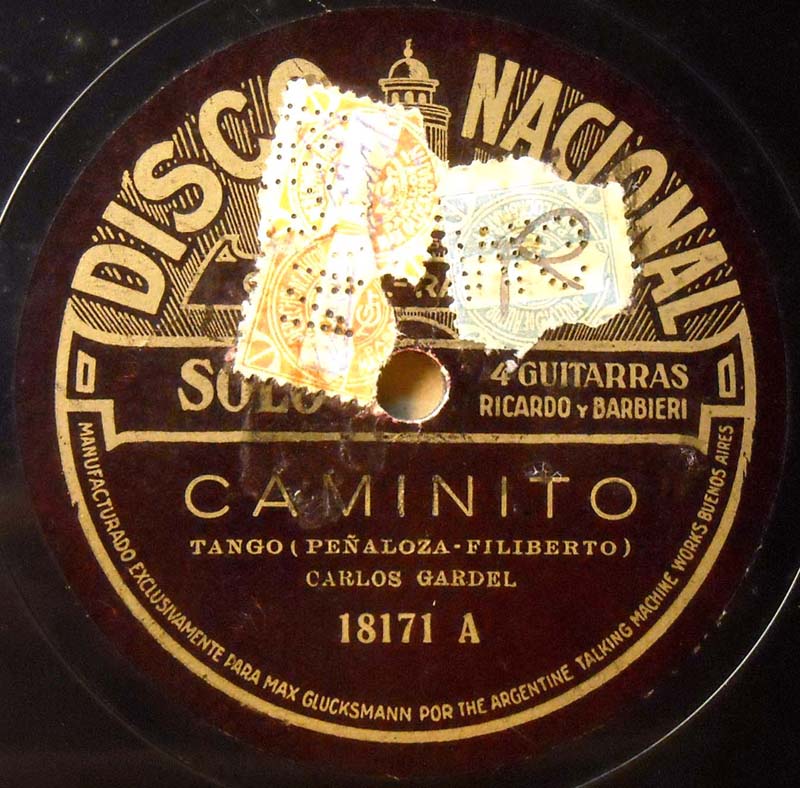 DISCO NACIONAL
SOLO
4 GUITARRAS
RICARDO Y BARBIERI
CAMINITO
TANGO (PEÑALOZA-FILIBERTO)
CARLOS GARDEL
18171 A
MANUFACTURADO EXCLUSIVAMENTE PARA MAX GLUCKSMANN POR THE ARGENTINE TALKING MACHINE WORKS BUENOS AIRES